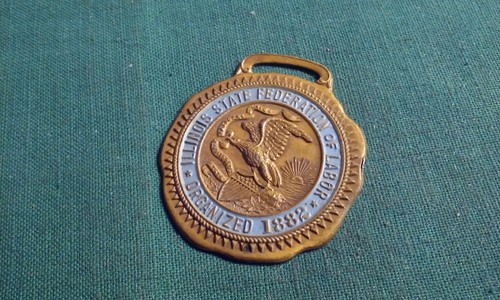 ILLINOIS STATE FEDERATION OF LABOR
* ORGANIZED 1882 *